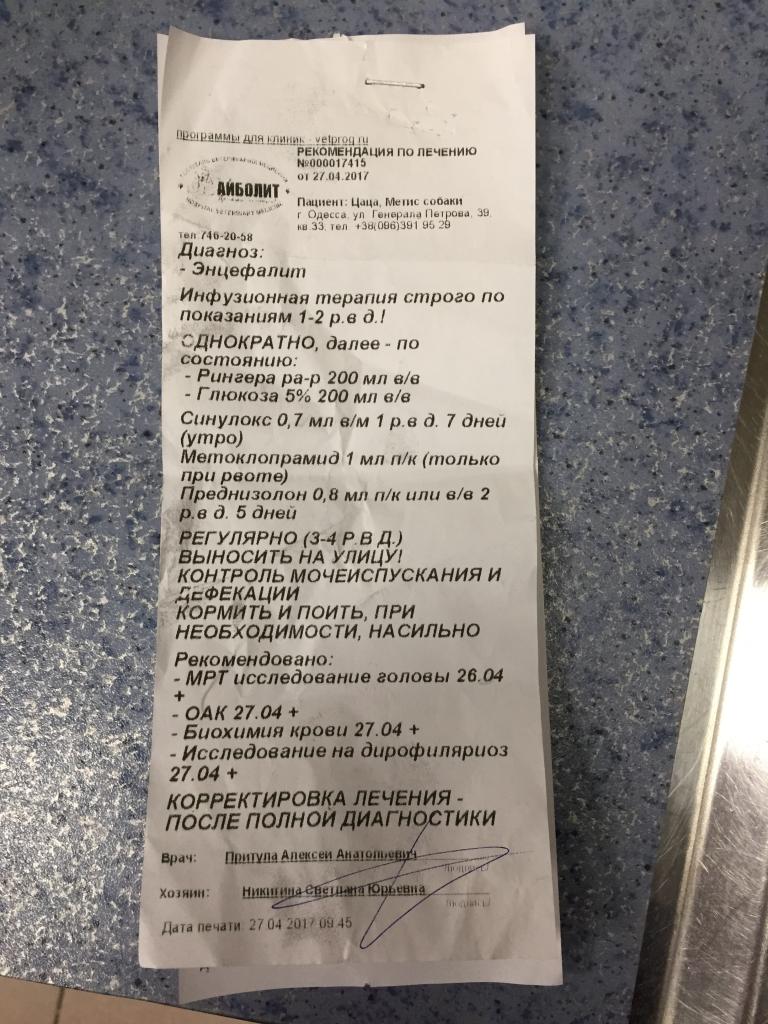 Программы для клиник - vetprog.ru
РЕКОМЕНДАЦИЯ ПО ЛЕЧЕНИЮ
№000017415
от 27.04.2017
АЙБОЛИТ
Пациент: Цаца, Метис собаки
г. Одесса, ул. Генерала Петрова, 39,
кв.33, тел. +38(096)391 95 29
тел 746-20-58
Диагноз:
- Энцефалит
Инфузионная терапия строго по
показаниям 1-2 р.в д.!
ОДНОКРАТНО, далее - по
состоянию:
- Рингера ра-р 200 мл в/в
- Глюкоза 5% 200 мл в/в
Синулокс 0,7 мл в/м 1 р.в д. 7 дней
(утро)
Метоклопрамид 1 мл п/к (только
при рвоте)
Преднизолон 0,8 мл п/к или в/в 2
р.в д. 5 дней
РЕГУЛЯРНО (3-4 Р.В Д.)
ВЫНОСИТЬ НА УЛИЦУ!
КОНТРОЛЬ МОЧЕИСПУСКАНИЯ И
ДЕФЕКАЦИИ
КОРМИТЬ И ПОИТЬ, ПРИ
НЕОБХОДИМОСТИ, НАСИЛЬНО
Рекомендовано:
- МРТ исследование головы 26.04
+
- ОАК 27.04 +
- Биохимия крови 27.04 +
- Исследование на дирофиляриоз
27.04 +
КОРРЕКТИРОВКА ЛЕЧЕНИЯ -
ПОСЛЕ ПОЛНОЙ ДИАГНОСТИКИ
Врач: Притула Алексей Анатольевич
/подпись/
Хозяин: Никитина Светлана Юрьевна
/подпись/
Дата печати: 27.04.2017 09:45